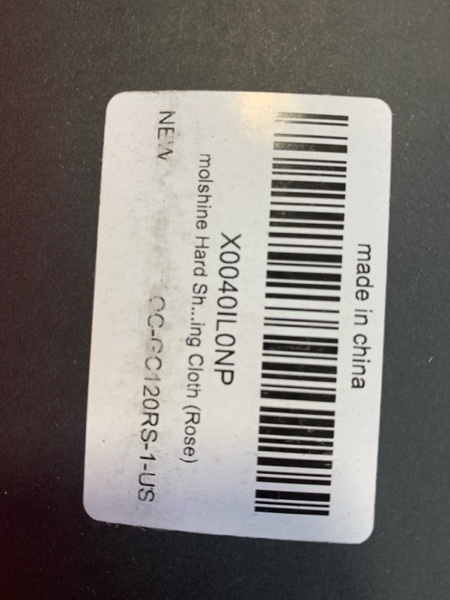 made in china
X0040IL0NP
molshine Hard Sh...ing Cloth (Rose)
NEW